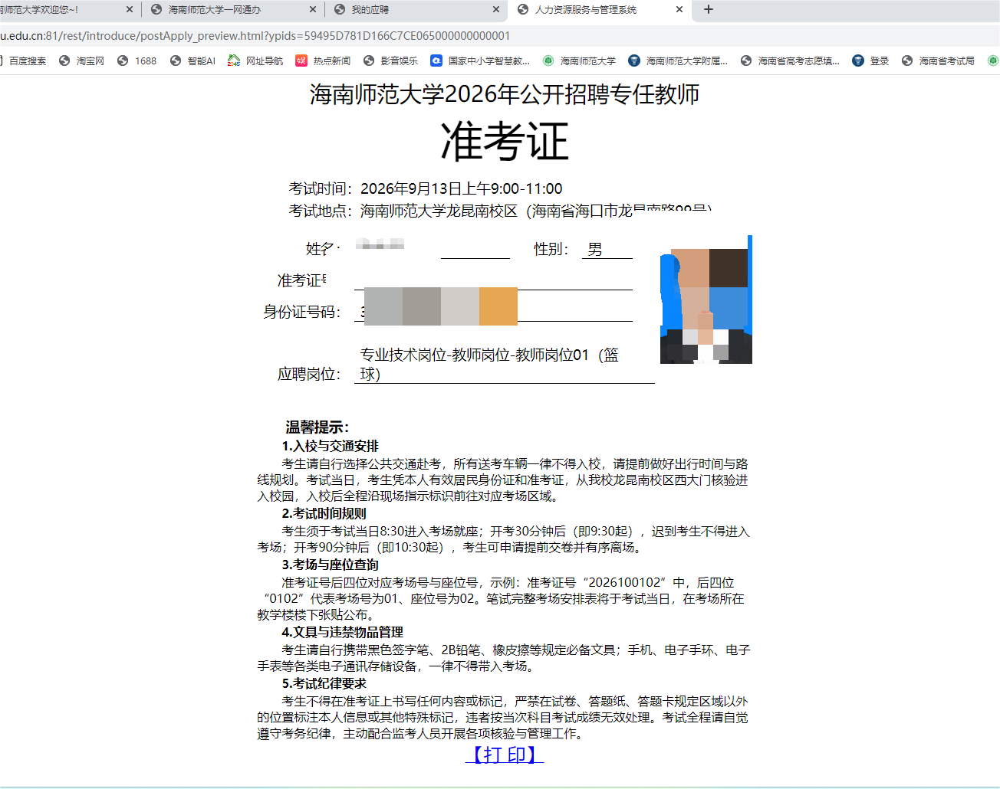 南师范大学欢迎您~!
海南师范大学一网通办
我的应聘
人力资源服务与管理系统
u.edu.cn:81/rest/introduce/postApply_preview.html?ypids=59495D781D166C7CE065000000000001
百度搜索 淘宝网 1688 智能AI 网址导航 热点新闻 影音娱乐 国家中小学智慧教... 海南师范大学 海南师范大学附属... 海南省高考志愿填... 登录 海南省考试局
海南师范大学2026年公开招聘专任教师
准考证
考试时间：2026年9月13日上午9:00-11:00
考试地点：海南师范大学龙昆南校区（海南省海口市龙昆南路99号）
姓名：
性别： 男
准考证号
身份证号码： 3
应聘岗位： 专业技术岗位-教师岗位-教师岗位01（篮
球）
温馨提示：
1.入校与交通安排
考生请自行选择公共交通赴考，所有送考车辆一律不得入校，请提前做好出行时间与路
线规划。考试当日，考生凭本人有效居民身份证和准考证，从我校龙昆南校区西大门核验进
入校园，入校后全程沿现场指示标识前往对应考场区域。
2.考试时间规则
考生须于考试当日8:30进入考场就座；开考30分钟后（即9:30起），迟到考生不得进入
考场；开考90分钟后（即10:30起），考生可申请提前交卷并有序离场。
3.考场与座位查询
准考证号后四位对应考场号与座位号，示例：准考证号“2026100102”中，后四位
“0102”代表考场号为01、座位号为02。笔试完整考场安排表将于考试当日，在考场所在
教学楼楼下张贴公布。
4.文具与违禁物品管理
考生请自行携带黑色签字笔、2B铅笔、橡皮擦等规定必备文具；手机、电子手环、电子
手表等各类电子通讯存储设备，一律不得带入考场。
5.考试纪律要求
考生不得在准考证上书写任何内容或标记，严禁在试卷、答题纸、答题卡规定区域以外
的位置标注本人信息或其他特殊标记，违者按当次科目考试成绩无效处理。考试全程请自觉
遵守考务纪律，主动配合监考人员开展各项核验与管理工作。
【打 印】